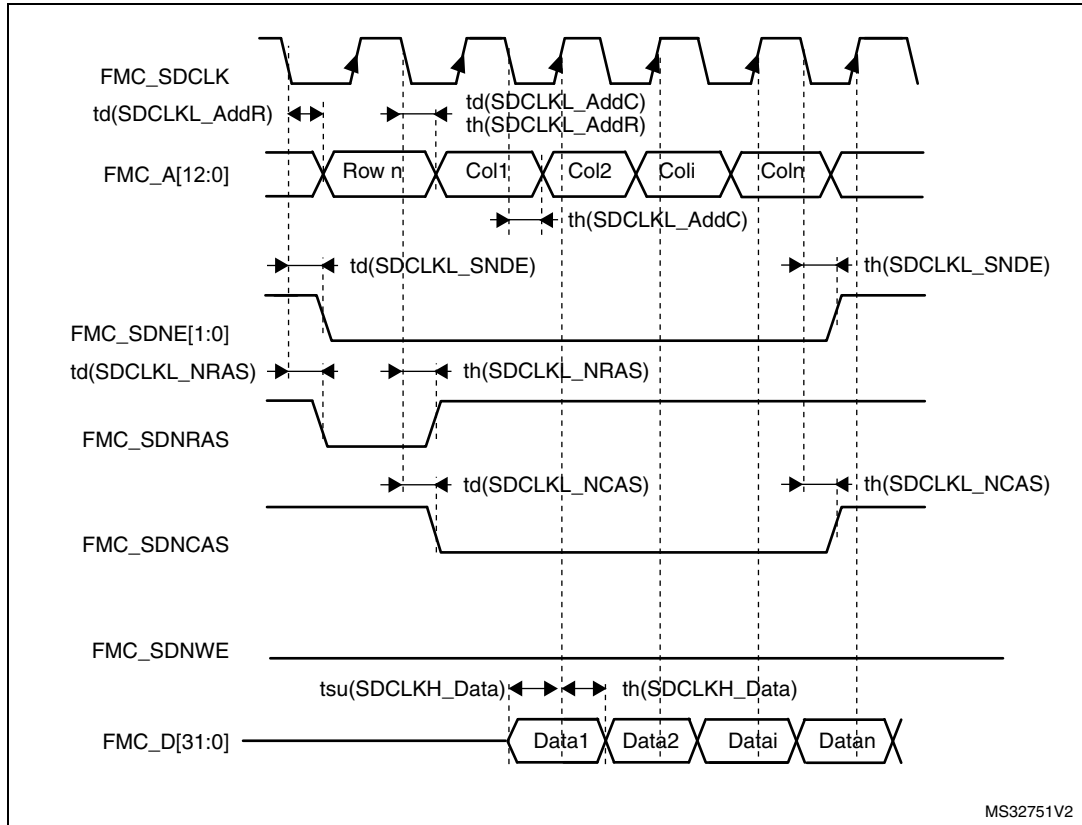 FMC_SDCLK
td(SDCLKL_AddR)
td(SDCLKL_AddC)
th(SDCLKL_AddR)
FMC_A[12:0]
Row n
Col1
Col2
Coli
Coln
th(SDCLKL_AddC)
td(SDCLKL_SNDE)
th(SDCLKL_SNDE)
FMC_SDNE[1:0]
td(SDCLKL_NRAS)
th(SDCLKL_NRAS)
FMC_SDNRAS
td(SDCLKL_NCAS)
th(SDCLKL_NCAS)
FMC_SDNCAS
FMC_SDNWE
tsu(SDCLKH_Data)
th(SDCLKH_Data)
FMC_D[31:0]
Data1
Data2
Datai
Datan
MS32751V2